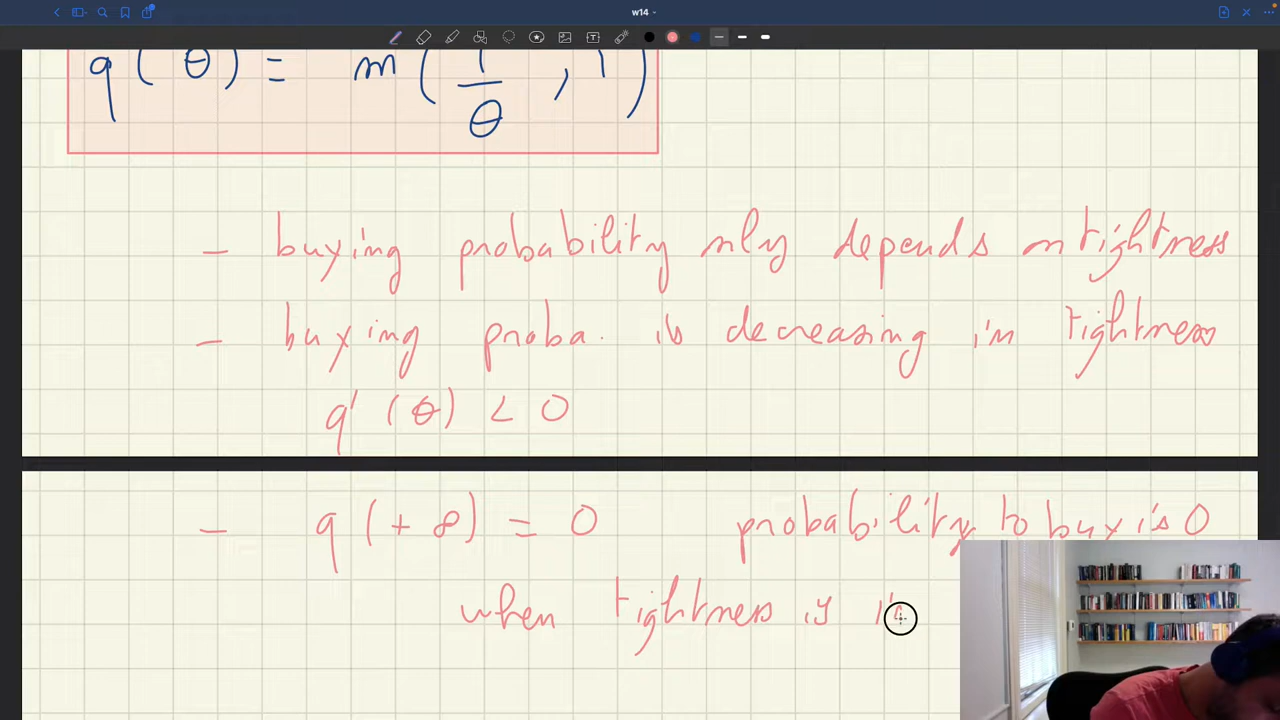 w14
q ( θ ) = m ( 1/θ , 1 )
– buying probability only depends on tightness
– buying proba. is decreasing in tightness
q' (θ) < 0
– q (+ ∞) = 0 probability to buy is 0
when tightness is